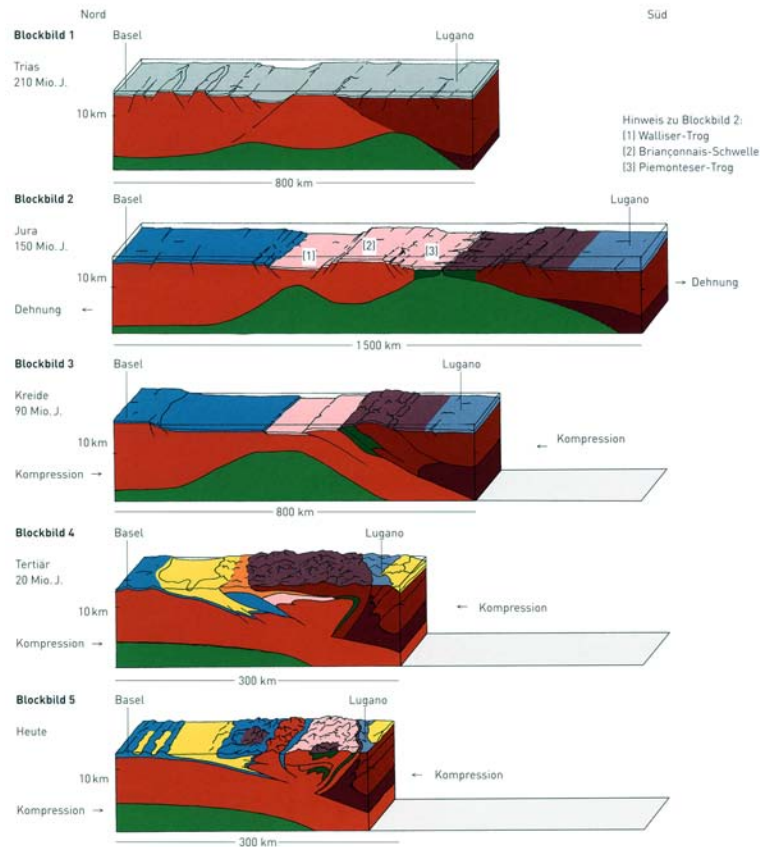 Nord Süd
Blockbild 1 Basel Lugano
Trias
210 Mio. J.
10 km
800 km
Hinweis zu Blockbild 2:
(1) Walliser-Trog
(2) Briançonnais-Schwelle
(3) Piemonteser-Trog
Blockbild 2 Basel Lugano
Jura
150 Mio. J.
(1) (2) (3)
10 km
Dehnung ← → Dehnung
1500 km
Blockbild 3 Basel Lugano
Kreide
90 Mio. J.
10 km
← Kompression
Kompression →
800 km
Blockbild 4 Basel Lugano
Tertiär
20 Mio. J.
10 km
← Kompression
Kompression →
300 km
Blockbild 5 Basel Lugano
Heute
10 km
← Kompression
Kompression →
300 km